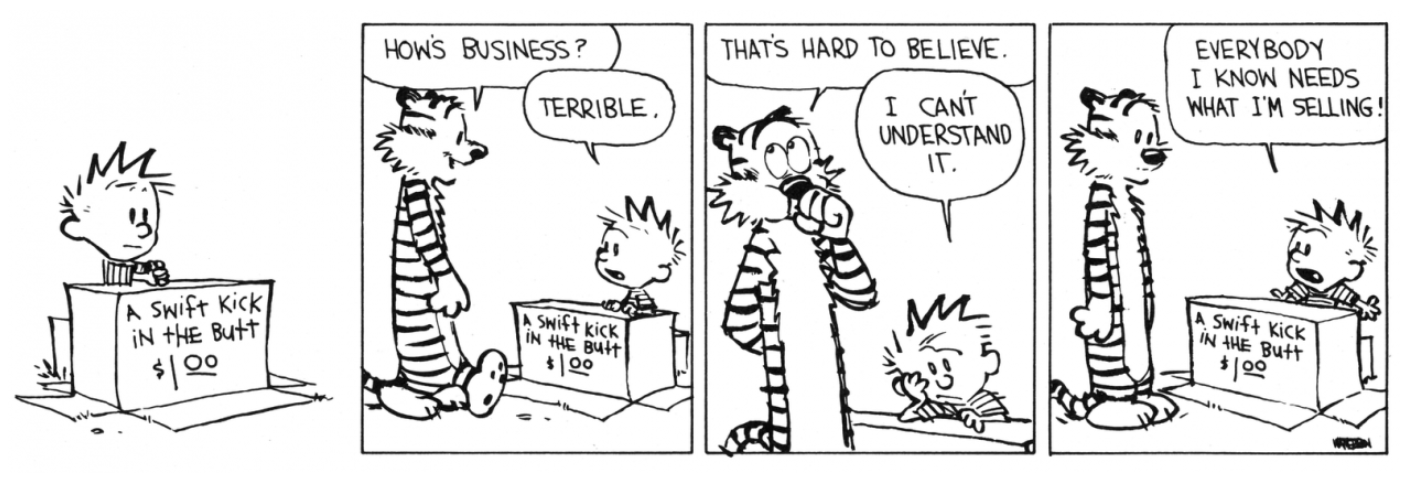 A SWIFT KICK
IN THE BUTT
$1.00
HOW'S BUSINESS?
TERRIBLE.
A SWIFT KICK
IN THE BUTT
$1.00
THAT'S HARD TO BELIEVE.
I CAN'T
UNDERSTAND
IT.
EVERYBODY
I KNOW NEEDS
WHAT I'M SELLING!
A SWIFT KICK
IN THE BUTT
$1.00
WATTERSON